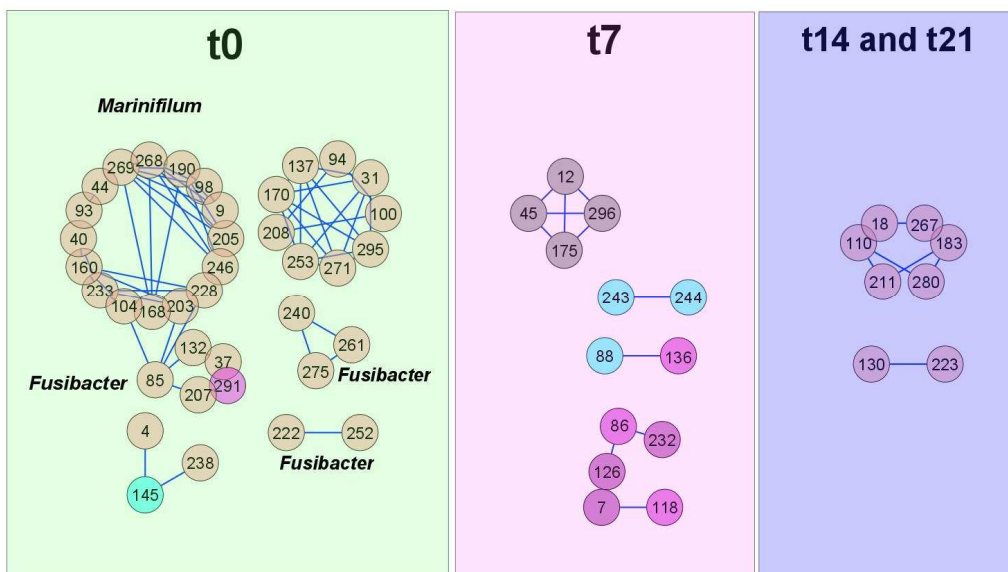 t0
t7
t14 and t21
Marinifilum
269 268 190 98 9 205 246 228 203 168 104 233 160 40 93 44
137 94 31 100 295 271 253 208 170
132 37 291 207 85
Fusibacter
240 261 275
Fusibacter
222 252
Fusibacter
4 238 145
12 296 175 45
243 244
88 136
86 232 126 7 118
18 267 183 280 211 110
130 223